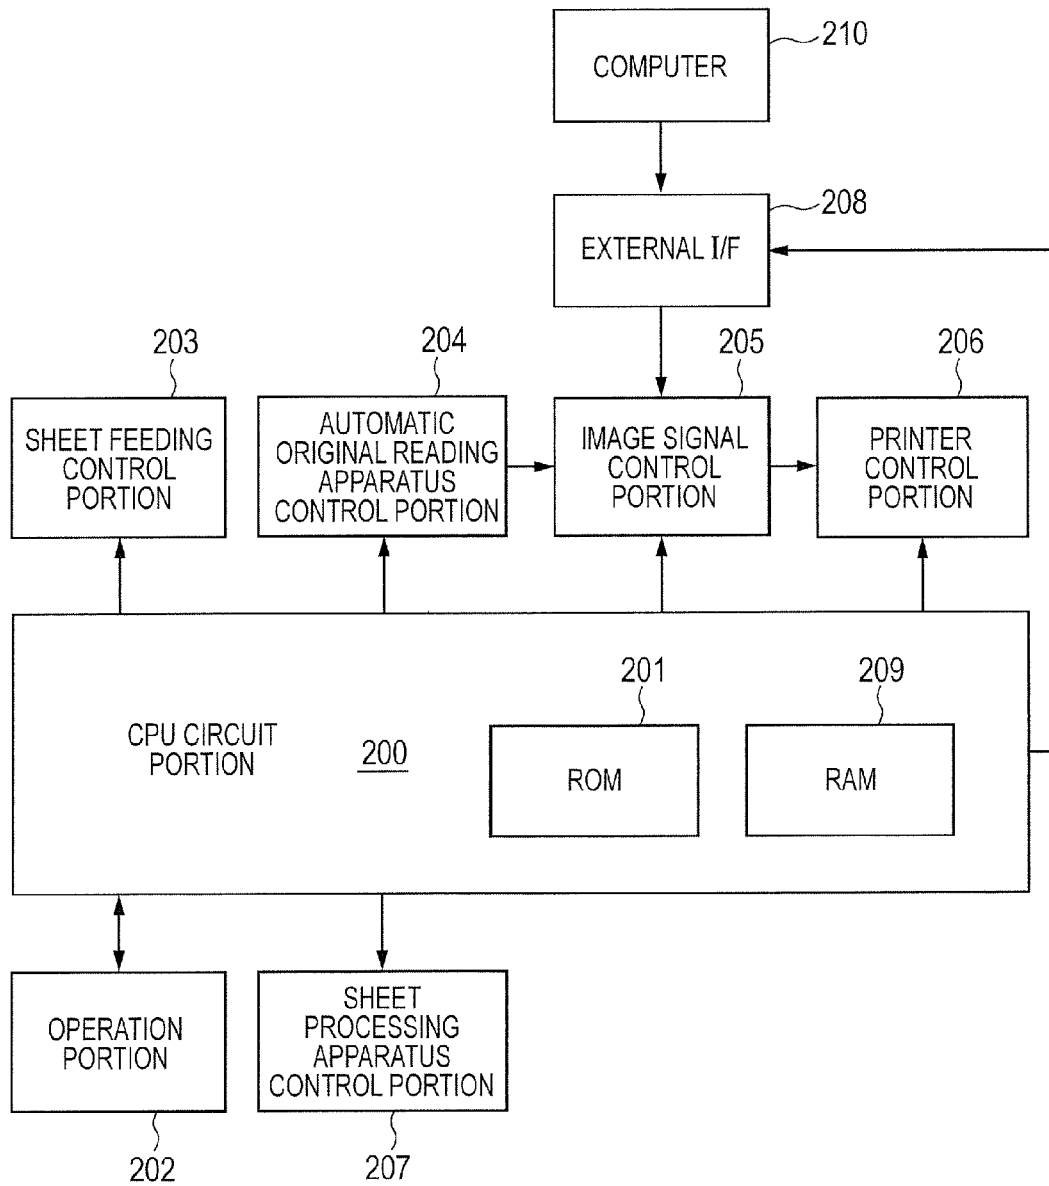 210
COMPUTER
208
EXTERNAL I/F
203
204
205
206
SHEET FEEDING
CONTROL
PORTION
AUTOMATIC
ORIGINAL READING
APPARATUS
CONTROL PORTION
IMAGE SIGNAL
CONTROL
PORTION
PRINTER
CONTROL
PORTION
CPU CIRCUIT
PORTION
200
201
ROM
209
RAM
OPERATION
PORTION
SHEET
PROCESSING
APPARATUS
CONTROL PORTION
202
207